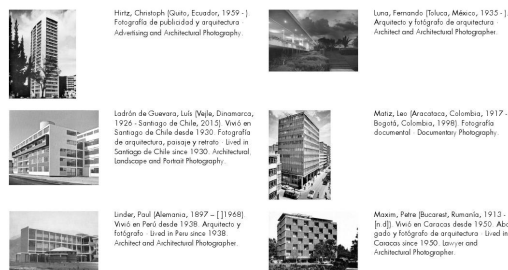 Hirtz, Christoph (Quito, Ecuador, 1959 - ).
Fotografía de publicidad y arquitectura ·
Advertising and Architectural Photography.
Ladrón de Guevara, Luis (Vejle, Dinamarca,
1926 - Santiago de Chile, 2015). Vivió en
Santiago de Chile desde 1930. Fotografía
de arquitectura, paisaje y retrato · Lived in
Santiago de Chile since 1930. Architectural,
Landscape and Portrait Photography.
Linder, Paul (Alemania, 1897 – [ ]1968).
Vivió en Perú desde 1938. Arquitecto y
fotógrafo · Lived in Peru since 1938.
Architect and Architectural Photographer.
Luna, Fernando (Toluca, México, 1935 - ).
Arquitecto y fotógrafo de arquitectura ·
Architect and Architectural Photographer.
Matiz, Leo (Aracataca, Colombia, 1917 -
Bogotá, Colombia, 1998). Fotografía
documental · Documentary Photography.
Maxim, Petre (Bucarest, Rumanía, 1913 -
[n d]). Vivió en Caracas desde 1950. Abo
gado y fotógrafo de arquitectura · Lived in
Caracas since 1950. Lawyer and
Architectural Photographer.